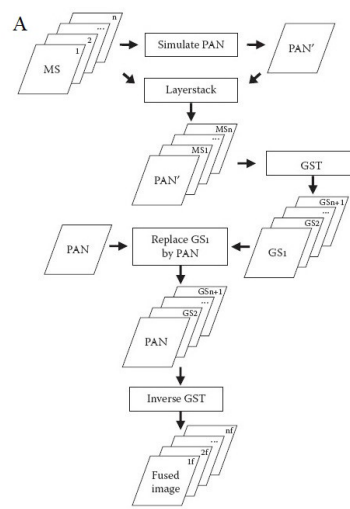 A
n
...
2
1
MS
Simulate PAN
PAN′
Layerstack
MSn
...
MS1
PAN′
GST
GSn+1
...
GS2
GS1
PAN
Replace GS1
by PAN
GSn+1
...
GS2
PAN
Inverse GST
nf
...
2f
1f
Fused
image